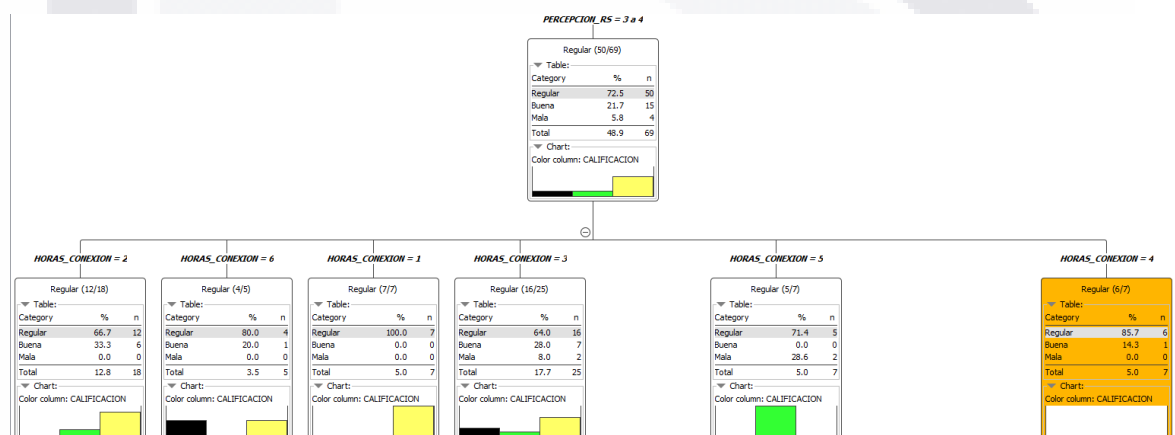 PERCEPCION_RS = 3 a 4
Regular (50/69)
Table:
Category % n
Regular 72.5 50
Buena 21.7 15
Mala 5.8 4
Total 48.9 69
Chart:
Color column: CALIFICACION
HORAS_CONEXION = 2
Regular (12/18)
Table:
Category % n
Regular 66.7 12
Buena 33.3 6
Mala 0.0 0
Total 12.8 18
Chart:
Color column: CALIFICACION
HORAS_CONEXION = 6
Regular (4/5)
Table:
Category % n
Regular 80.0 4
Buena 20.0 1
Mala 0.0 0
Total 3.5 5
Chart:
Color column: CALIFICACION
HORAS_CONEXION = 1
Regular (7/7)
Table:
Category % n
Regular 100.0 7
Buena 0.0 0
Mala 0.0 0
Total 5.0 7
Chart:
Color column: CALIFICACION
HORAS_CONEXION = 3
Regular (16/25)
Table:
Category % n
Regular 64.0 16
Buena 28.0 7
Mala 8.0 2
Total 17.7 25
Chart:
Color column: CALIFICACION
HORAS_CONEXION = 5
Regular (5/7)
Table:
Category % n
Regular 71.4 5
Buena 0.0 0
Mala 28.6 2
Total 5.0 7
Chart:
Color column: CALIFICACION
HORAS_CONEXION = 4
Regular (6/7)
Table:
Category % n
Regular 85.7 6
Buena 14.3 1
Mala 0.0 0
Total 5.0 7
Chart:
Color column: CALIFICACION